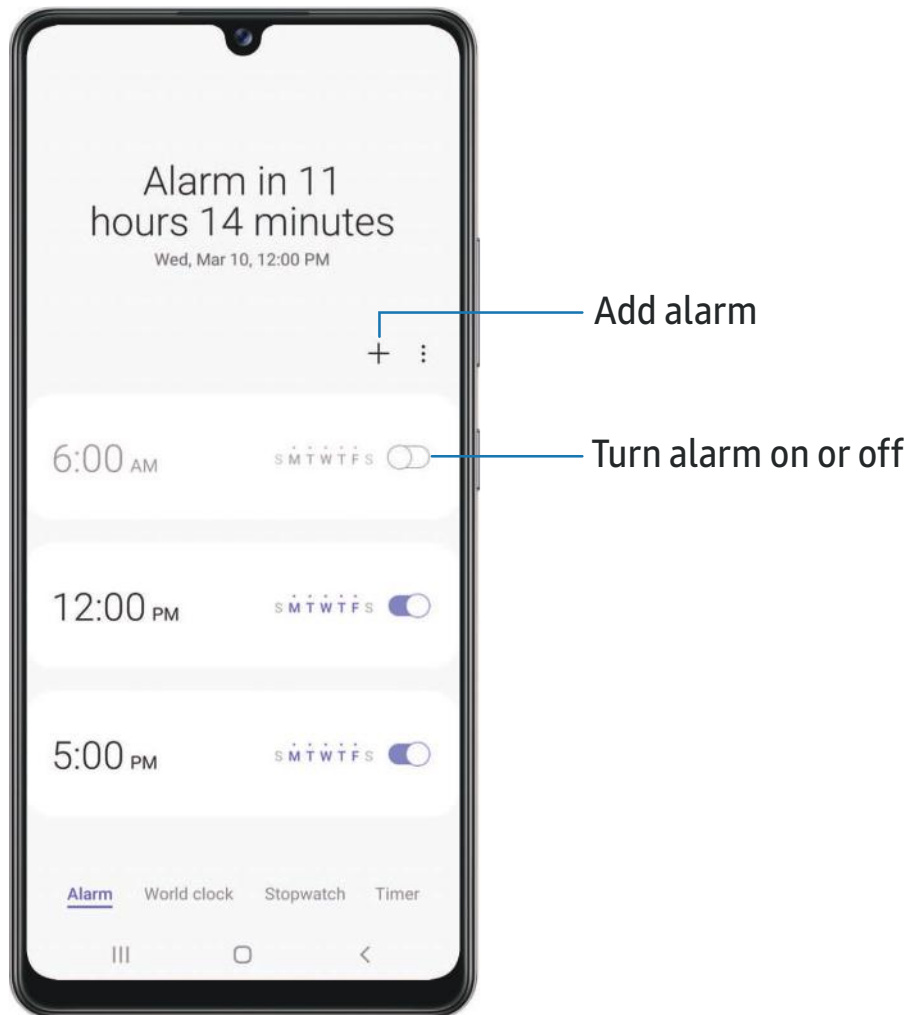 Alarm in 11
hours 14 minutes
Wed, Mar 10, 12:00 PM
Add alarm
6:00 AM S M T W T F S
Turn alarm on or off
12:00 PM S M T W T F S
5:00 PM S M T W T F S
Alarm World clock Stopwatch Timer